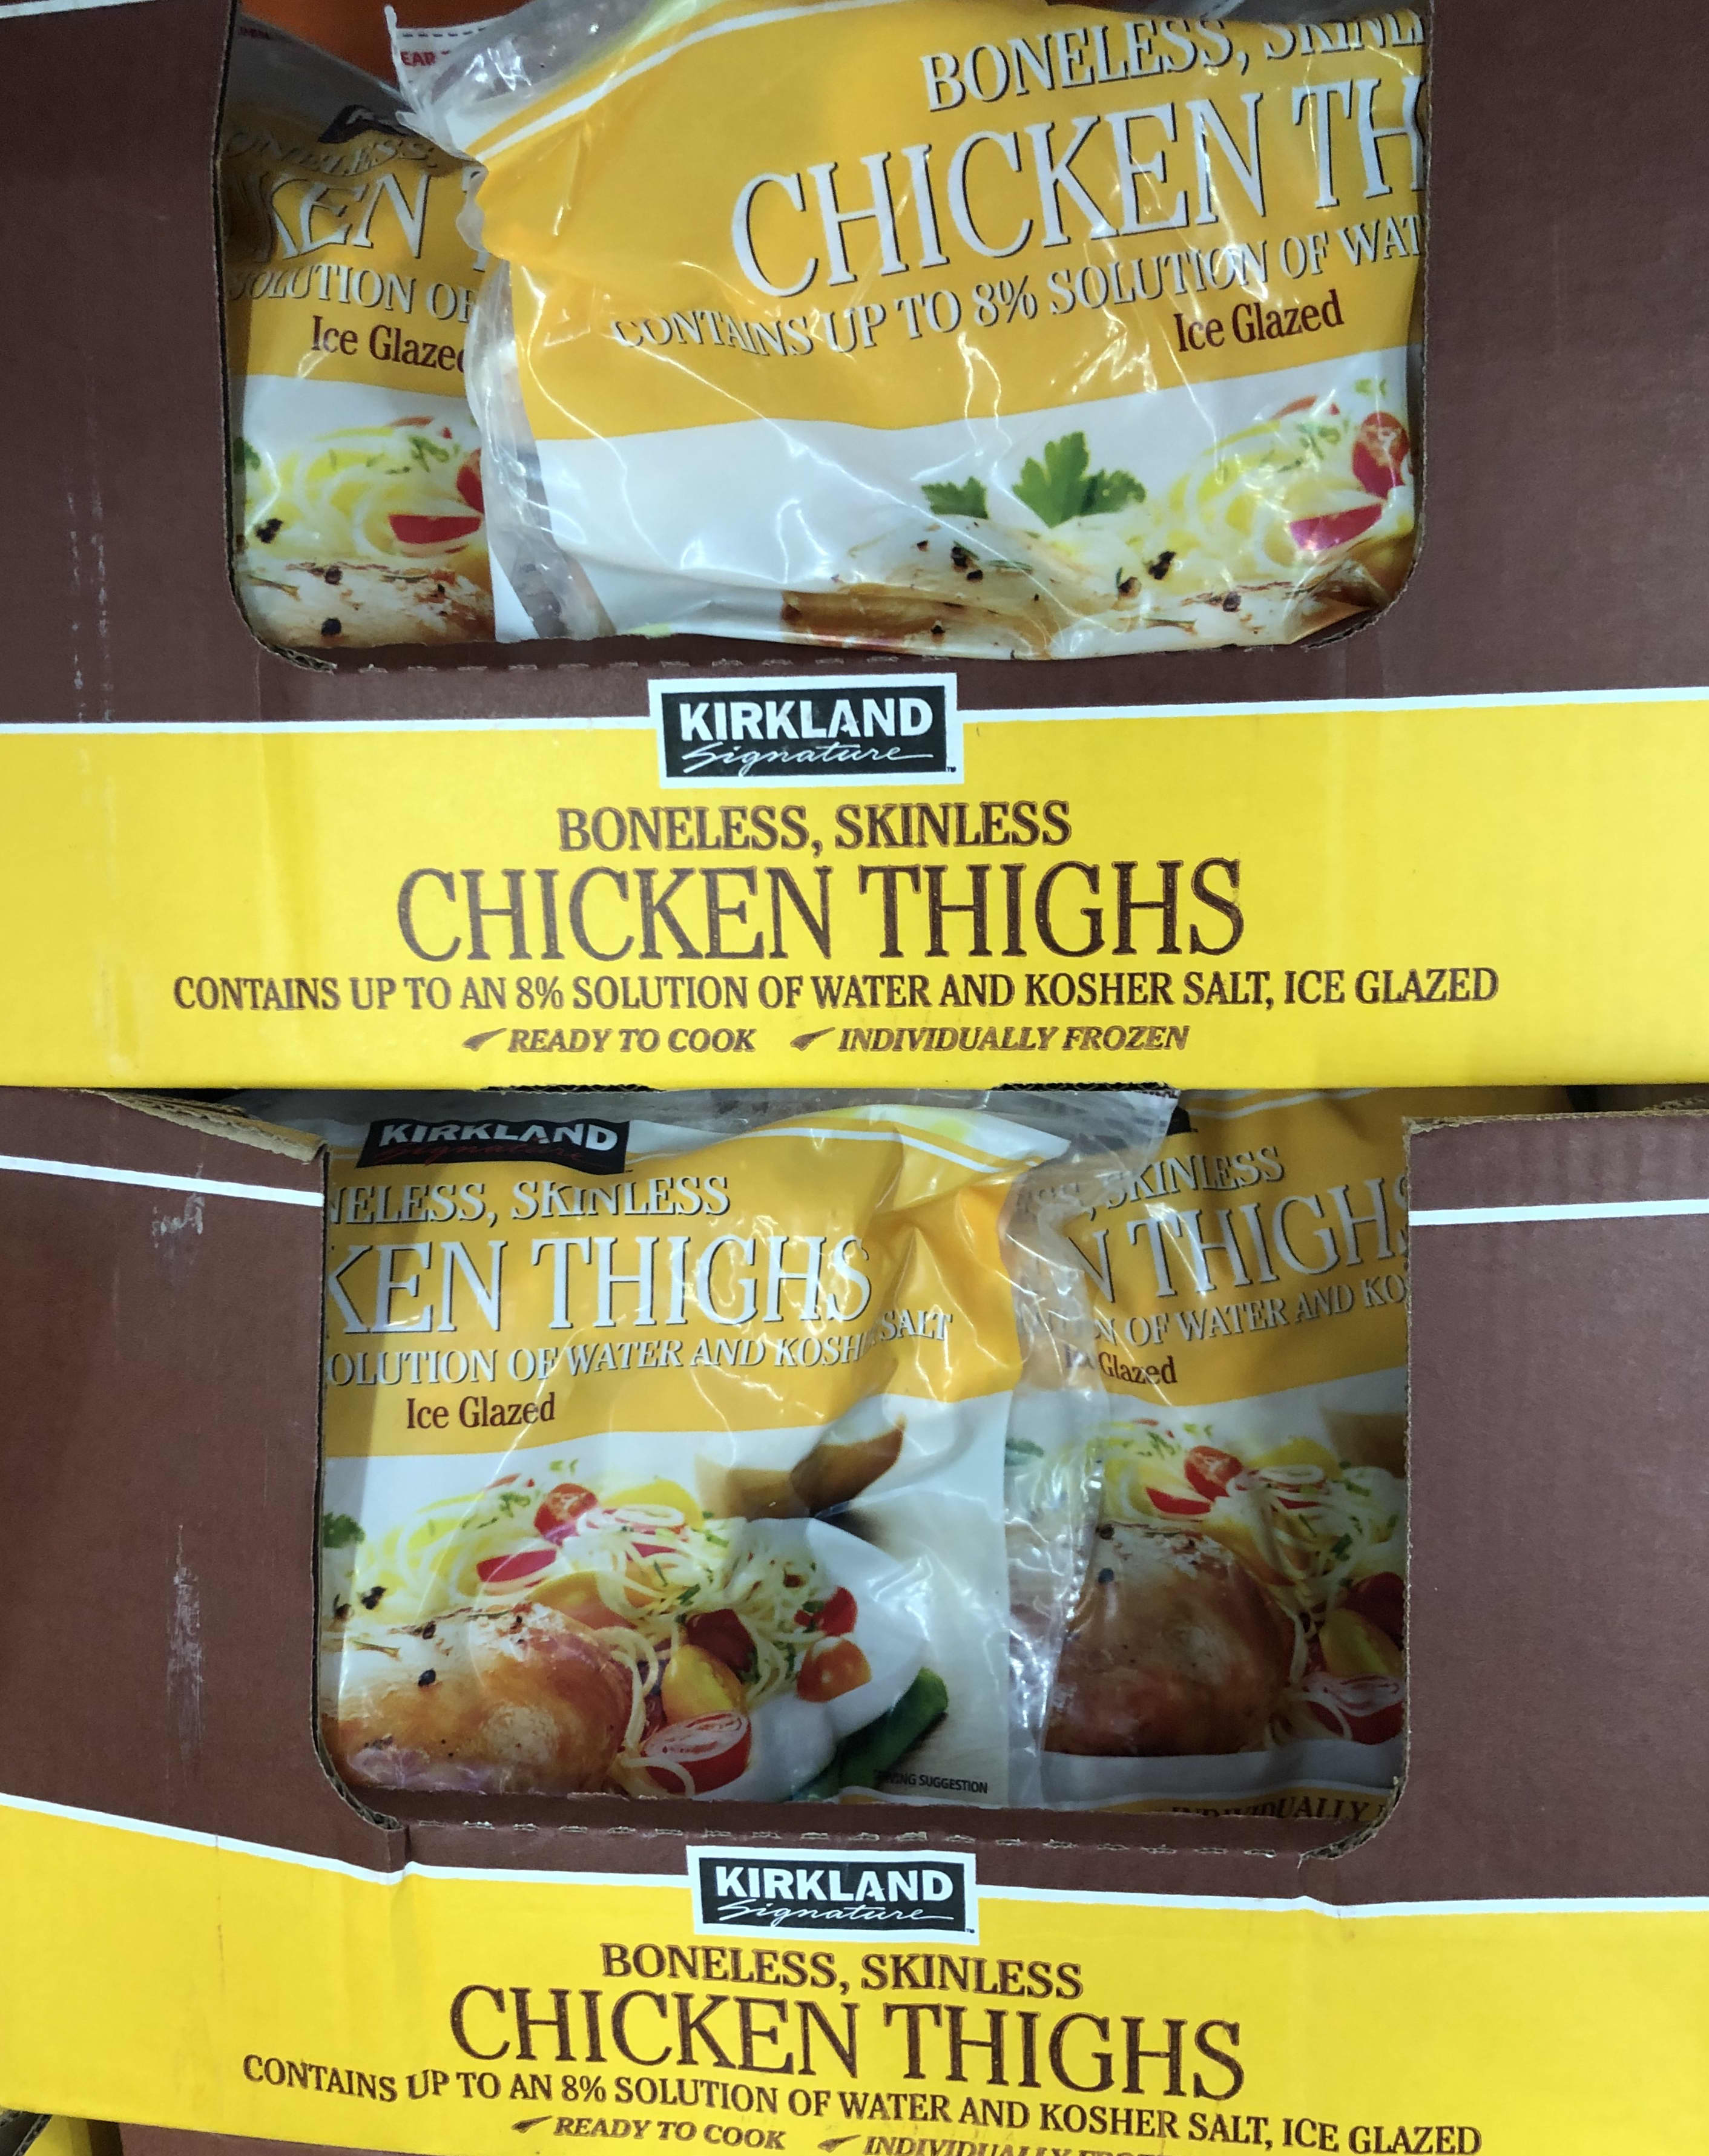 EAR
BONELESS,
CHICKEN TH
CONTAINS UP TO 8% SOLUTION OF WAT
Ice Glazed
KEN
SOLUTION OF
Ice Glazed
KIRKLAND
Signature
BONELESS, SKINLESS
CHICKEN THIGHS
CONTAINS UP TO AN 8% SOLUTION OF WATER AND KOSHER SALT, ICE GLAZED
READY TO COOK INDIVIDUALLY FROZEN
KIRKLAND
Signature
NELESS, SKINLESS
KEN THIGHS
OLUTION OF WATER AND KOSH SALT
Ice Glazed
SUGGESTION
SKINLESS
N THIGHS
N OF WATER AND KO
Glazed
INDIVIDUALLY
KIRKLAND
Signature
BONELESS, SKINLESS
CHICKEN THIGHS
CONTAINS UP TO AN 8% SOLUTION OF WATER AND KOSHER SALT, ICE GLAZED
READY TO COOK INDIVIDUALLY